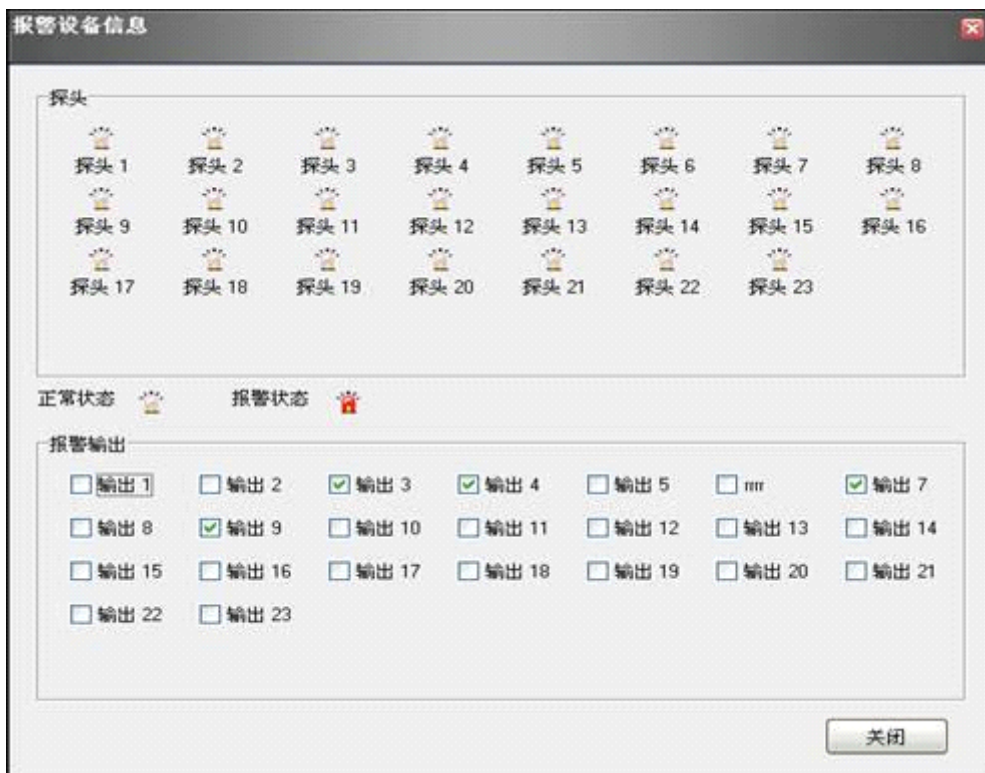 报警设备信息
探头
探头 1 探头 2 探头 3 探头 4 探头 5 探头 6 探头 7 探头 8
探头 9 探头 10 探头 11 探头 12 探头 13 探头 14 探头 15 探头 16
探头 17 探头 18 探头 19 探头 20 探头 21 探头 22 探头 23
正常状态 报警状态
报警输出
输出 1 输出 2 输出 3 输出 4 输出 5 rrrr 输出 7
输出 8 输出 9 输出 10 输出 11 输出 12 输出 13 输出 14
输出 15 输出 16 输出 17 输出 18 输出 19 输出 20 输出 21
输出 22 输出 23
关闭